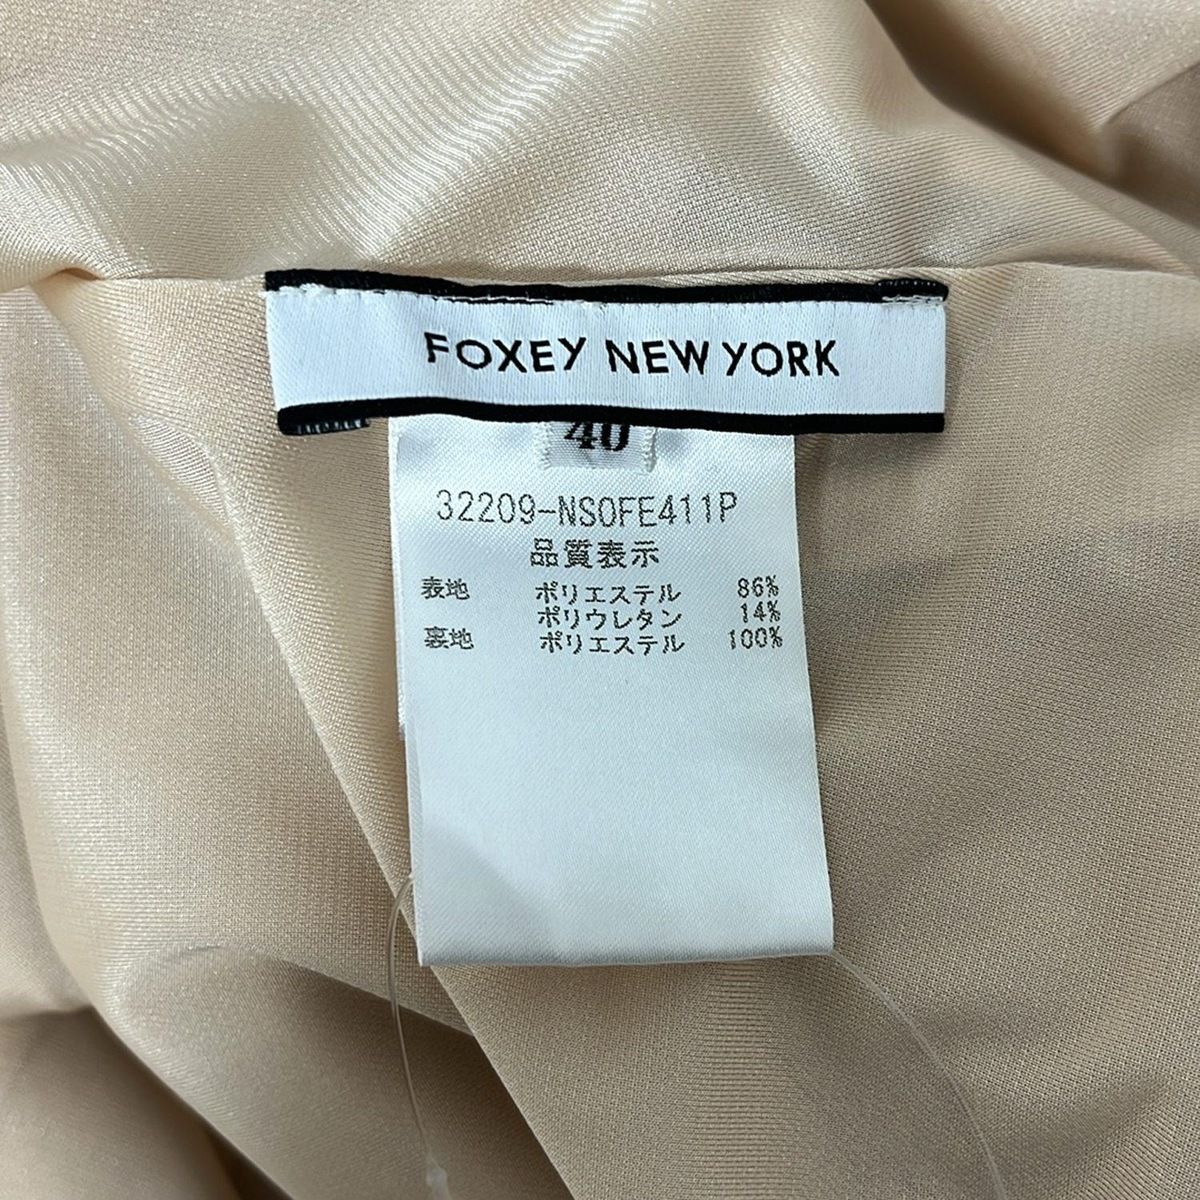 FOXEY NEW YORK
40
32209-NS0FE411P
品質表示
表地 ポリエステル 86%
ポリウレタン 14%
裏地 ポリエステル 100%